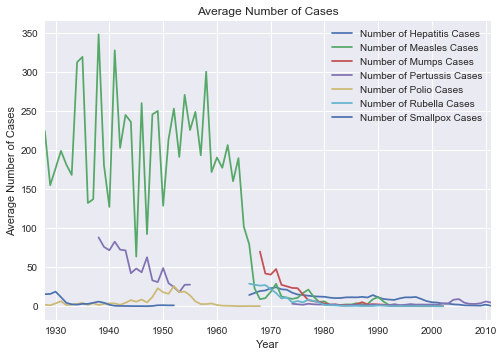 Average Number of Cases
Number of Hepatitis Cases
Number of Measles Cases
Number of Mumps Cases
Number of Pertussis Cases
Number of Polio Cases
Number of Rubella Cases
Number of Smallpox Cases
Average Number of Cases
350
300
250
200
150
100
50
0
1930
1940
1950
1960
1970
1980
1990
2000
2010
Year